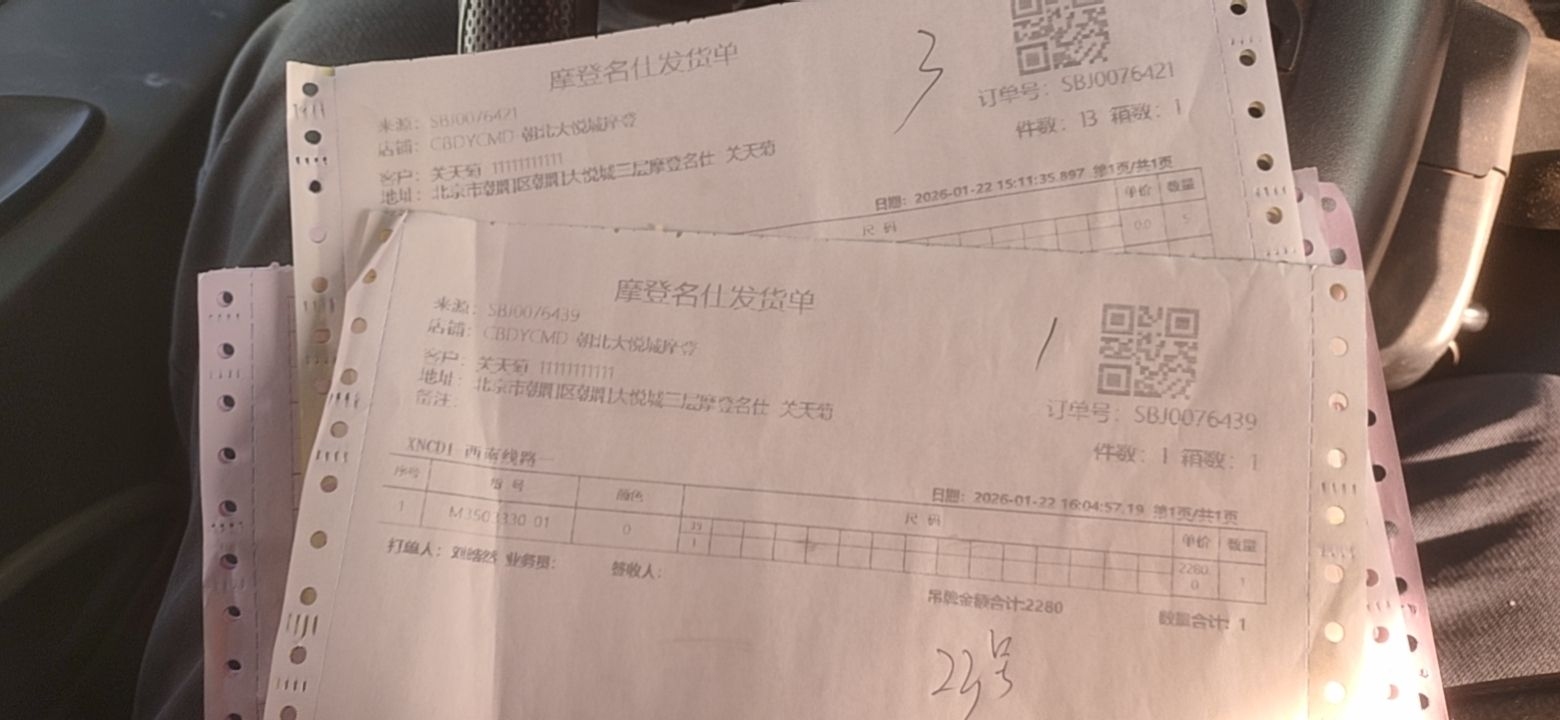 摩登名仕发货单
3
来源: SBJ0076421
订单号: SBJ0076421
店铺: CBDYCMD 朝北大悦城摩登
件数: 13 箱数: 1
客户: 关天菊 11111111111
地址: 北京市朝阳区朝阳大悦城三层摩登名仕 关天菊
日期: 2026-01-22 15:11:35.897 第1页/共1页
尺 码 单价 数量
0.0 5
摩登名仕发货单
1
来源: SBJ0076439
店铺: CBDYCMD 朝北大悦城摩登
客户: 关天菊 11111111111
地址: 北京市朝阳区朝阳大悦城三层摩登名仕 关天菊
订单号: SBJ0076439
备注:
件数: 1 箱数: 1
XNCD1 西南线路一
日期: 2026-01-22 16:04:57.19 第1页/共1页
序号 货 号 颜色 尺 码 单价 数量
1 M3503330 01 0 39 1 2280.0 1
打单人: 刘皓然 业务员: 签收人:
吊牌金额合计:2280 数量合计: 1
22号